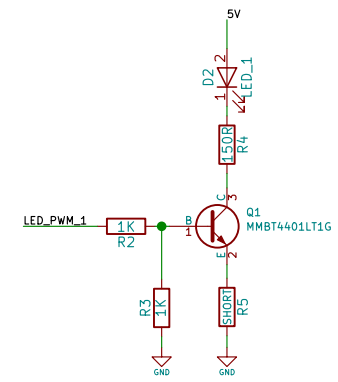 5V
2
D2
LED_1
1
150R
R4
C
3
LED_PWM_1
1K
R2
B
1
Q1
MMBT4401LT1G
E
2
R3
1K
SHORT
R5
GND
GND